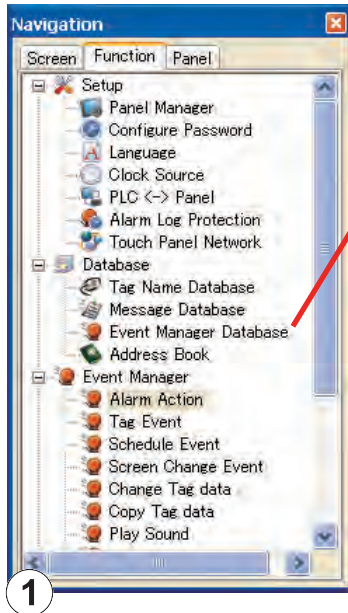 Navigation
Screen Function Panel
Setup
Panel Manager
Configure Password
Language
Clock Source
PLC <-> Panel
Alarm Log Protection
Touch Panel Network
Database
Tag Name Database
Message Database
Event Manager Database
Address Book
Event Manager
Alarm Action
Tag Event
Schedule Event
Screen Change Event
Change Tag data
Copy Tag data
Play Sound
1